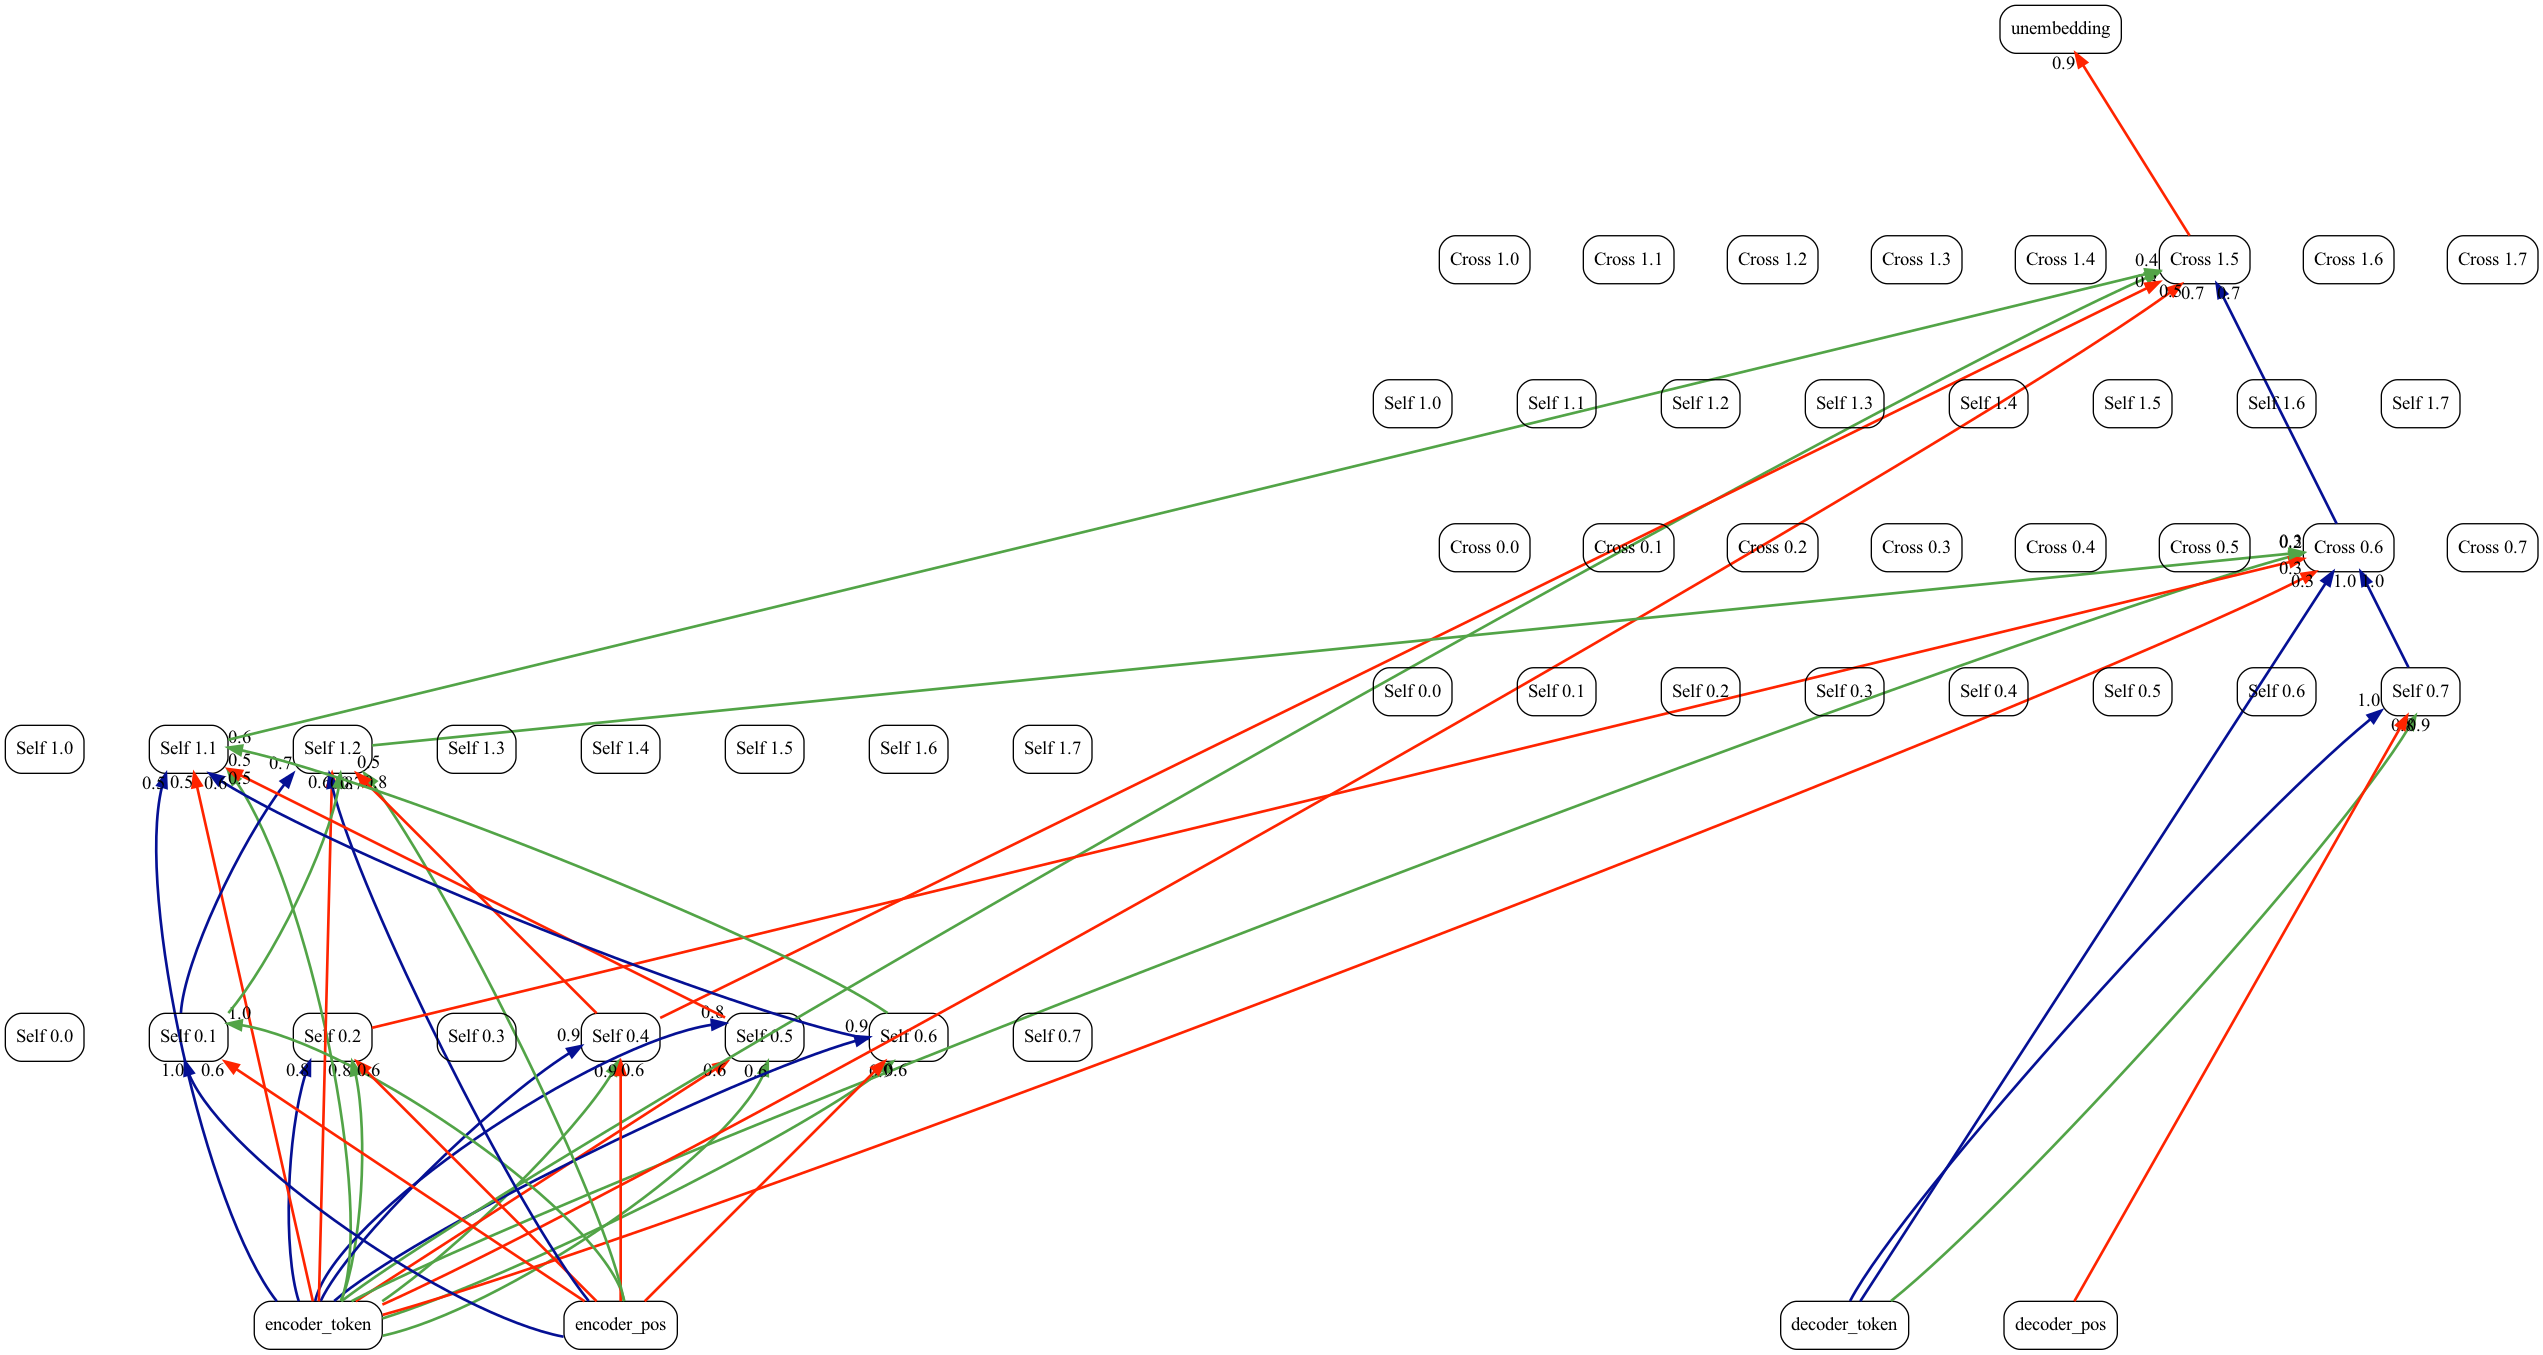 unembedding
0.9
Cross 1.0
Cross 1.1
Cross 1.2
Cross 1.3
Cross 1.4
Cross 1.5
Cross 1.6
Cross 1.7
0.4
0.5
0.7
Self 1.0
Self 1.1
Self 1.2
Self 1.3
Self 1.4
Self 1.5
Self 1.6
Self 1.7
Cross 0.0
Cross 0.1
Cross 0.2
Cross 0.3
Cross 0.4
Cross 0.5
Cross 0.6
Cross 0.7
0.3
0.3
1.0
Self 0.0
Self 0.1
Self 0.2
Self 0.3
Self 0.4
Self 0.5
Self 0.6
Self 0.7
1.0
0.9
Self 1.0
Self 1.1
Self 1.2
Self 1.3
Self 1.4
Self 1.5
Self 1.6
Self 1.7
0.6
0.5
0.5
0.5
0.6
0.7
0.5
Self 0.0
Self 0.1
Self 0.2
Self 0.3
Self 0.4
Self 0.5
Self 0.6
Self 0.7
1.0
0.9
0.8
0.9
1.0
0.6
0.8
0.8
0.6
0.9
0.6
0.6
0.6
0.6
encoder_token
encoder_pos
decoder_token
decoder_pos